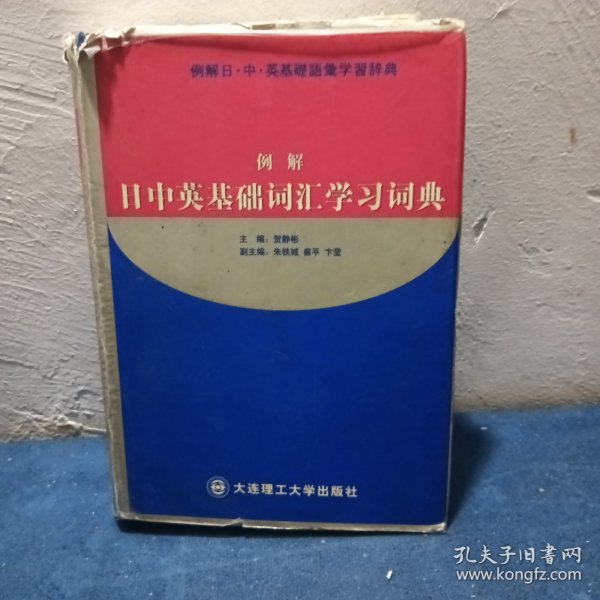 例解日·中·英基礎語彙学習辞典
例解
日中英基础词汇学习词典
主 编：贺静彬
副主编：朱铁城 崔平 卞莹
大连理工大学出版社
孔夫子旧书网
www.kongfz.com